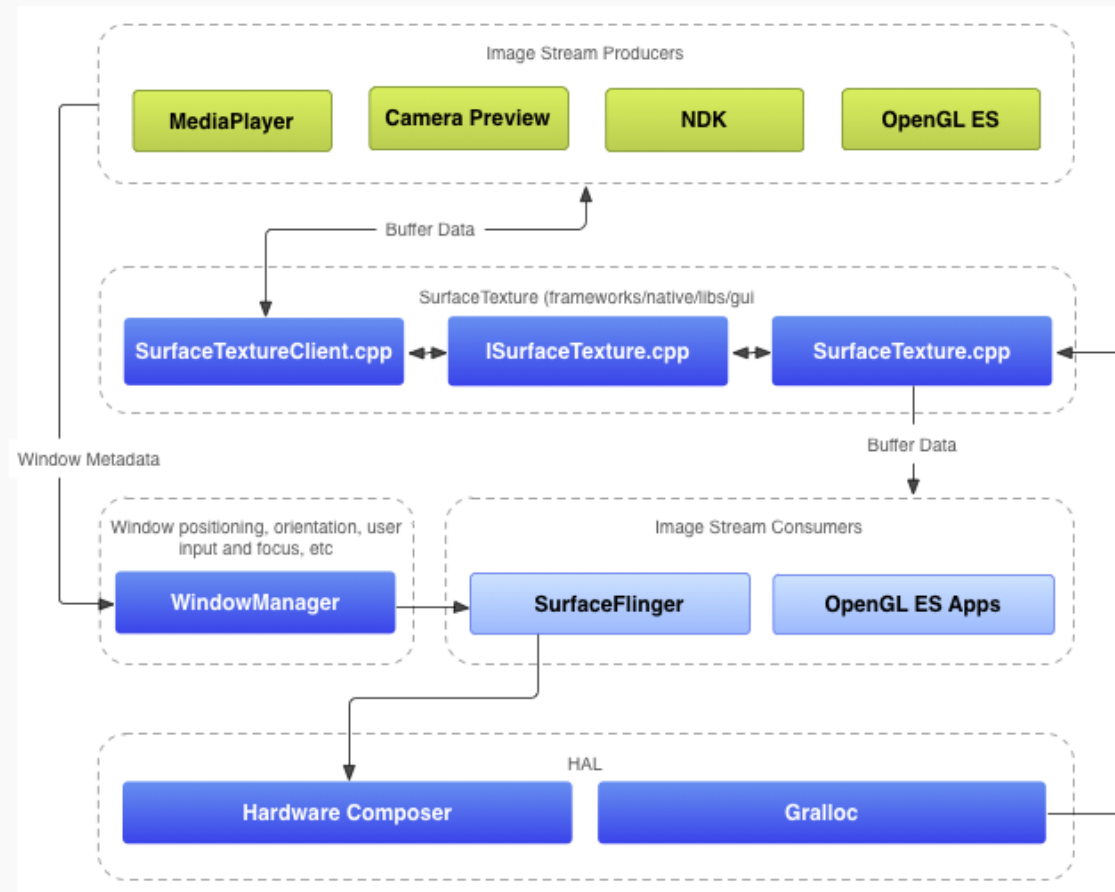 Image Stream Producers
MediaPlayer
Camera Preview
NDK
OpenGL ES
Buffer Data
SurfaceTexture (frameworks/native/libs/gui
SurfaceTextureClient.cpp
ISurfaceTexture.cpp
SurfaceTexture.cpp
Buffer Data
Window Metadata
Window positioning, orientation, user
input and focus, etc
WindowManager
Image Stream Consumers
SurfaceFlinger
OpenGL ES Apps
HAL
Hardware Composer
Gralloc